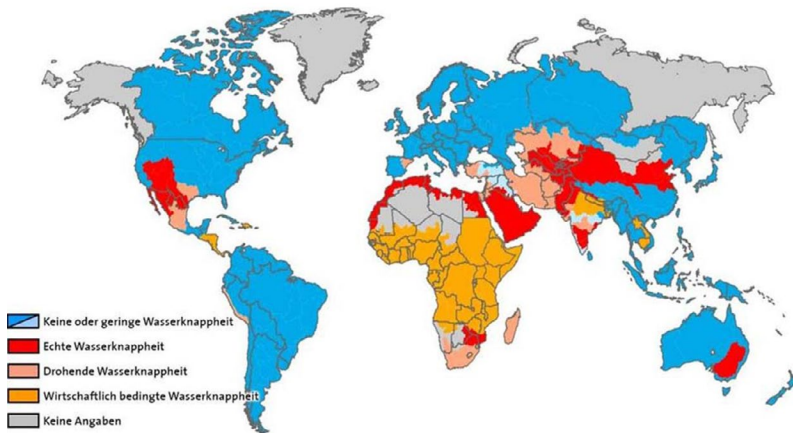 Keine oder geringe Wasserknappheit
Echte Wasserknappheit
Drohende Wasserknappheit
Wirtschaftlich bedingte Wasserknappheit
Keine Angaben